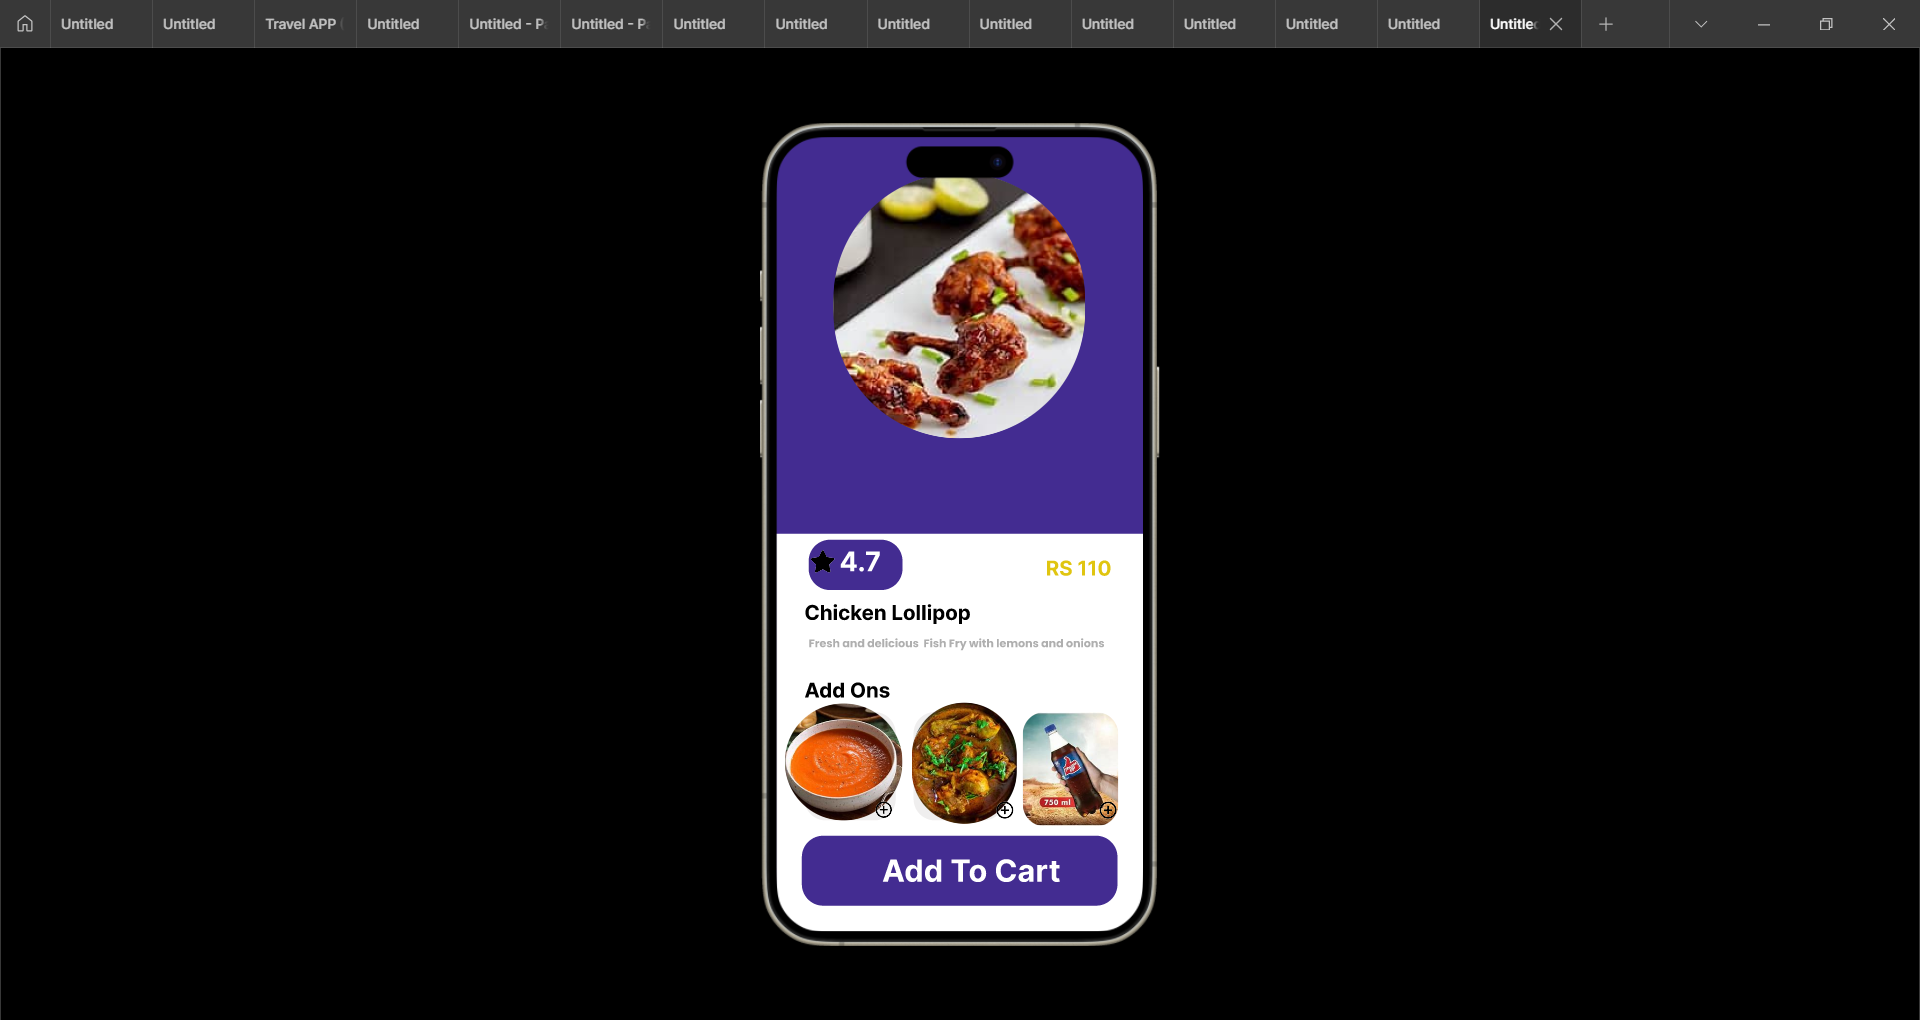 Untitled
Untitled
Travel APP
Untitled
Untitled - P
Untitled - P
Untitled
Untitled
Untitled
Untitled
Untitled
Untitled
Untitled
Untitled
Untitle
4.7
RS 110
Chicken Lollipop
Fresh and delicious Fish Fry with lemons and onions
Add Ons
750 ml
Add To Cart